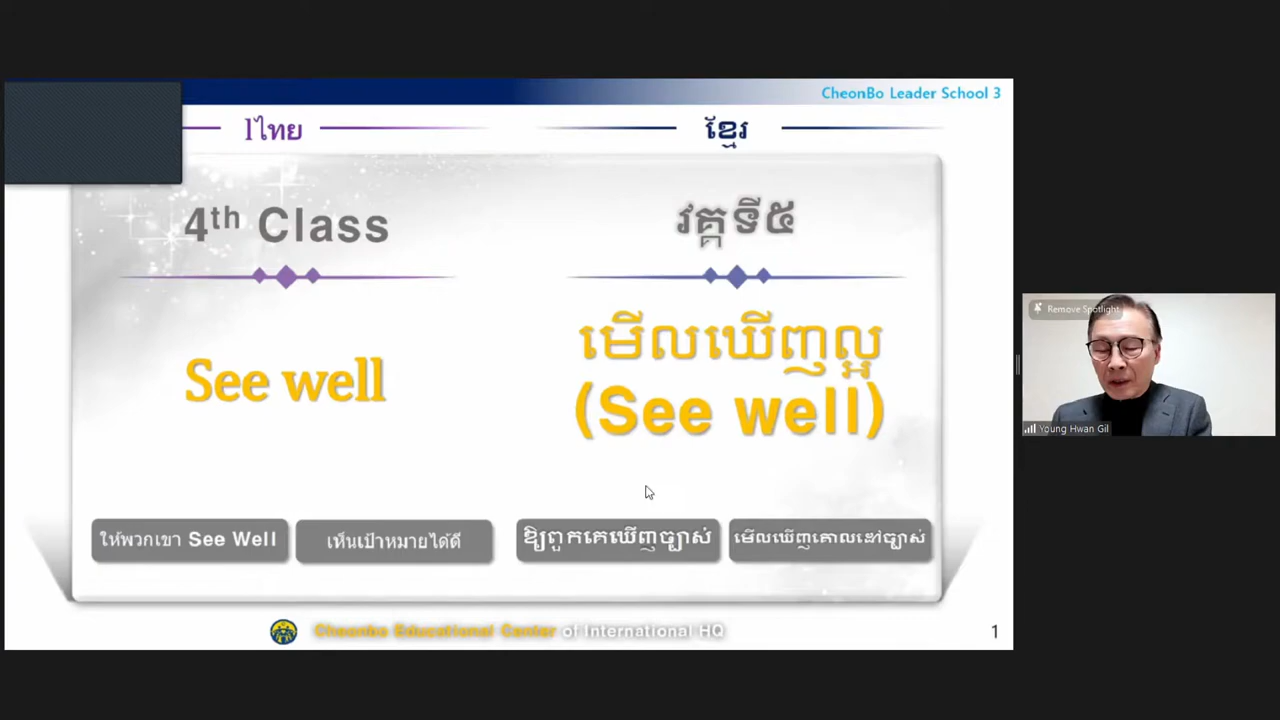 CheonBo Leader School 3
1ไทย
ខ្មែរ
4th Class
វគ្គទី៥
See well
មើលឃើញល្អ
(See well)
ให้พวกเขา See Well
เห็นเป้าหมายได้ดี
ឱ្យពួកគេឃើញច្បាស់
មើលឃើញគោលដៅច្បាស់
Cheonbo Educational Center of International HQ
1
Remove Spotlight
Young Hwan Gil